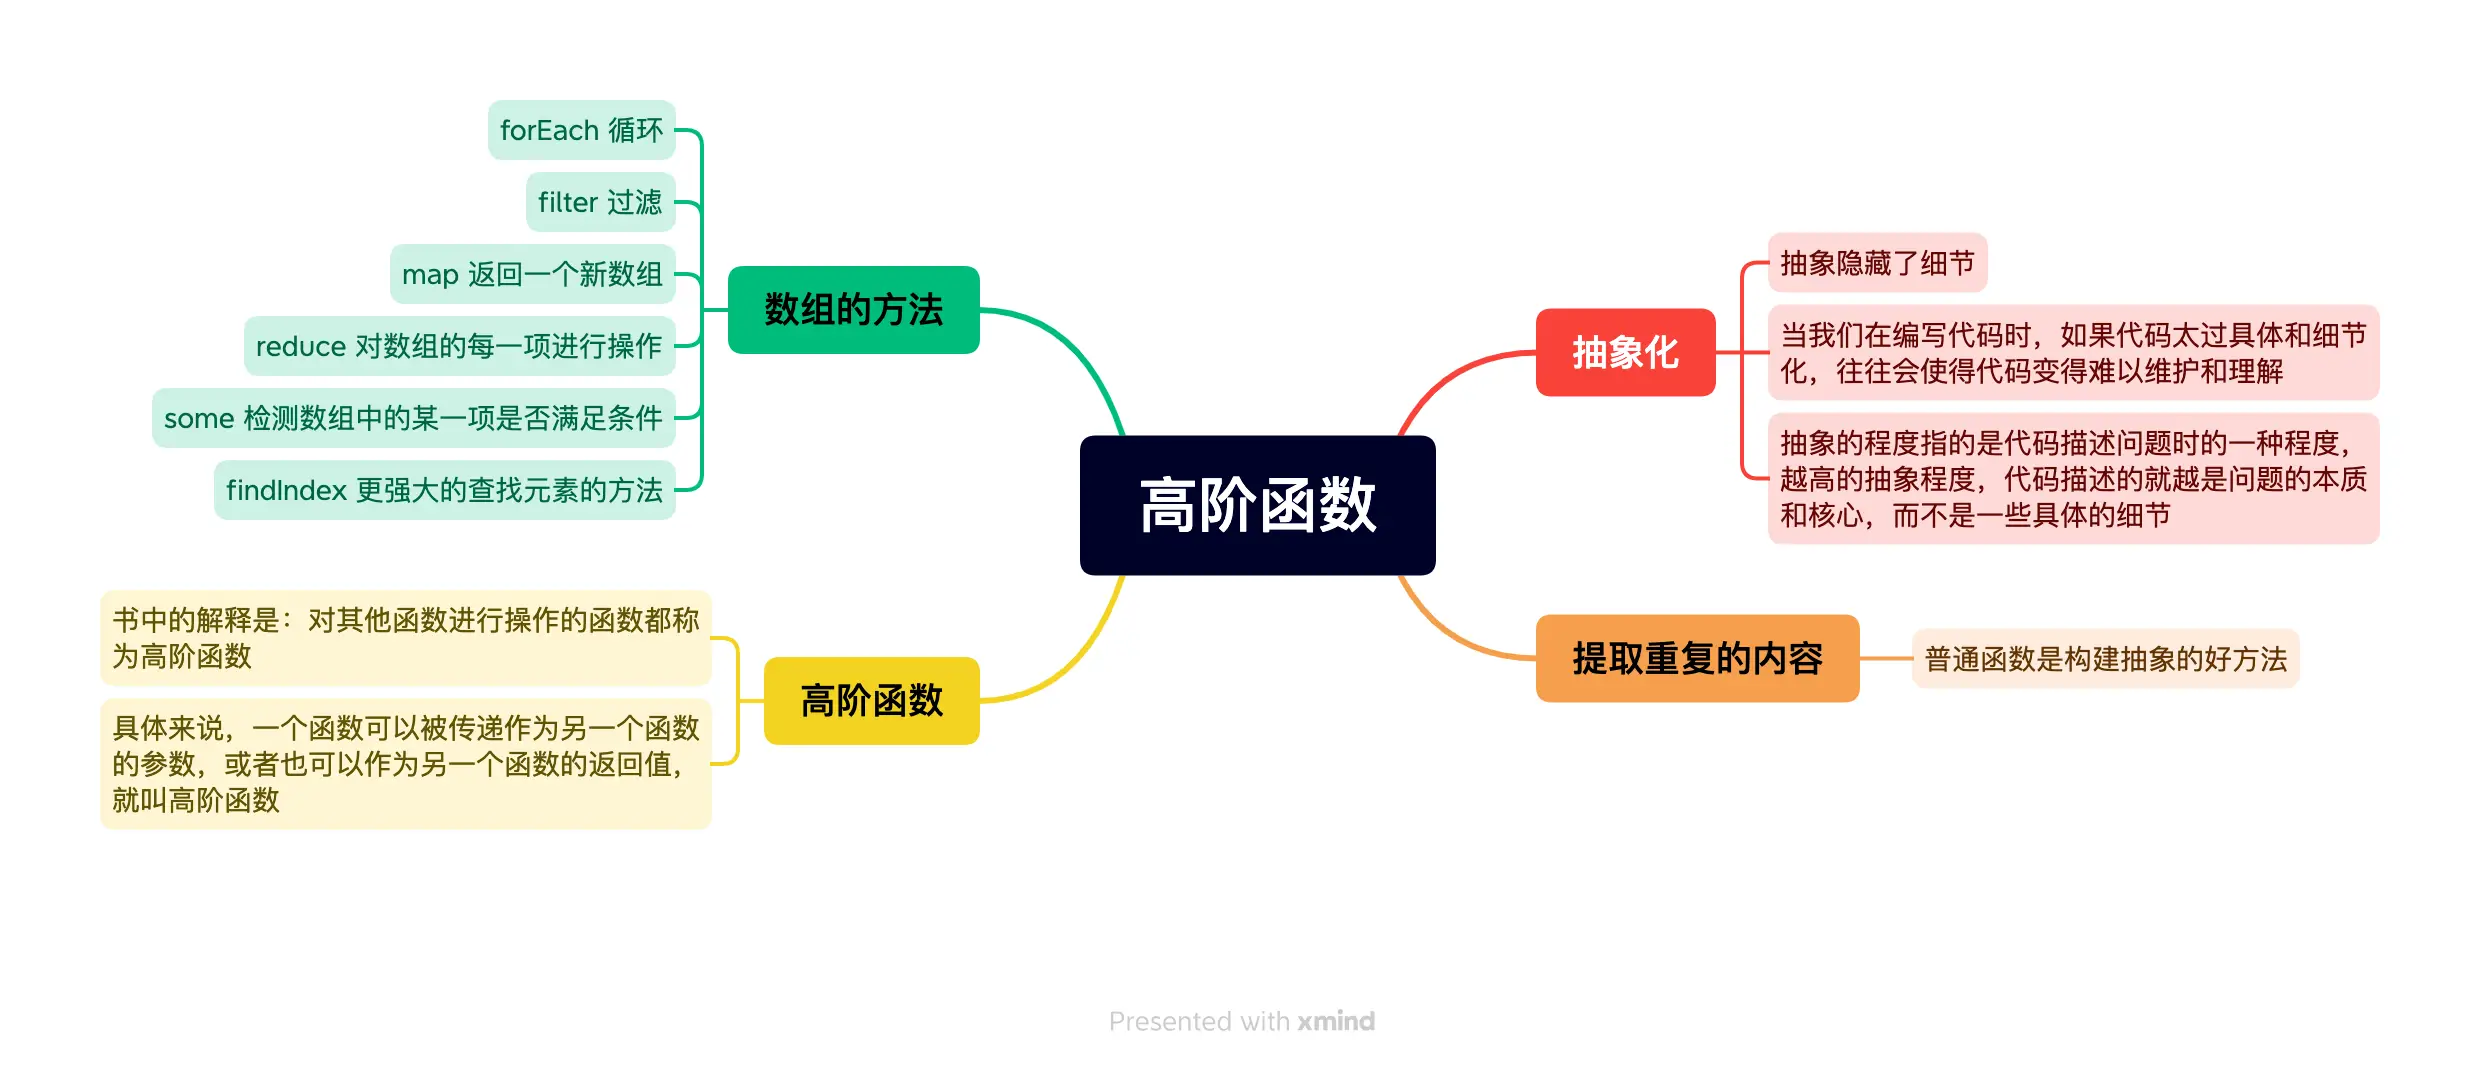 高阶函数
抽象化
抽象隐藏了细节
当我们在编写代码时，如果代码太过具体和细节
化，往往会使得代码变得难以维护和理解
抽象的程度指的是代码描述问题时的一种程度，
越高的抽象程度，代码描述的就越是问题的本质
和核心，而不是一些具体的细节
提取重复的内容
普通函数是构建抽象的好方法
高阶函数
书中的解释是：对其他函数进行操作的函数都称
为高阶函数
具体来说，一个函数可以被传递作为另一个函数
的参数，或者也可以作为另一个函数的返回值，
就叫高阶函数
数组的方法
forEach 循环
filter 过滤
map 返回一个新数组
reduce 对数组的每一项进行操作
some 检测数组中的某一项是否满足条件
findIndex 更强大的查找元素的方法
Presented with xmind